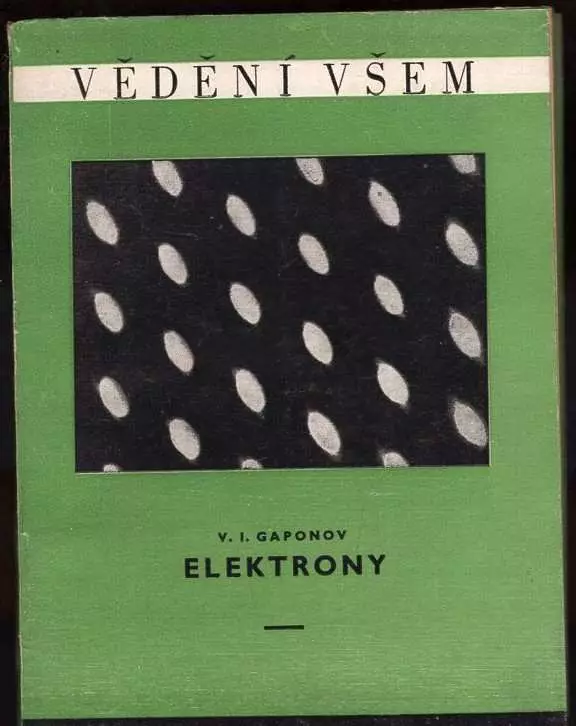 VĚDĚNÍ VŠEM
V. I. GAPONOV
ELEKTRONY